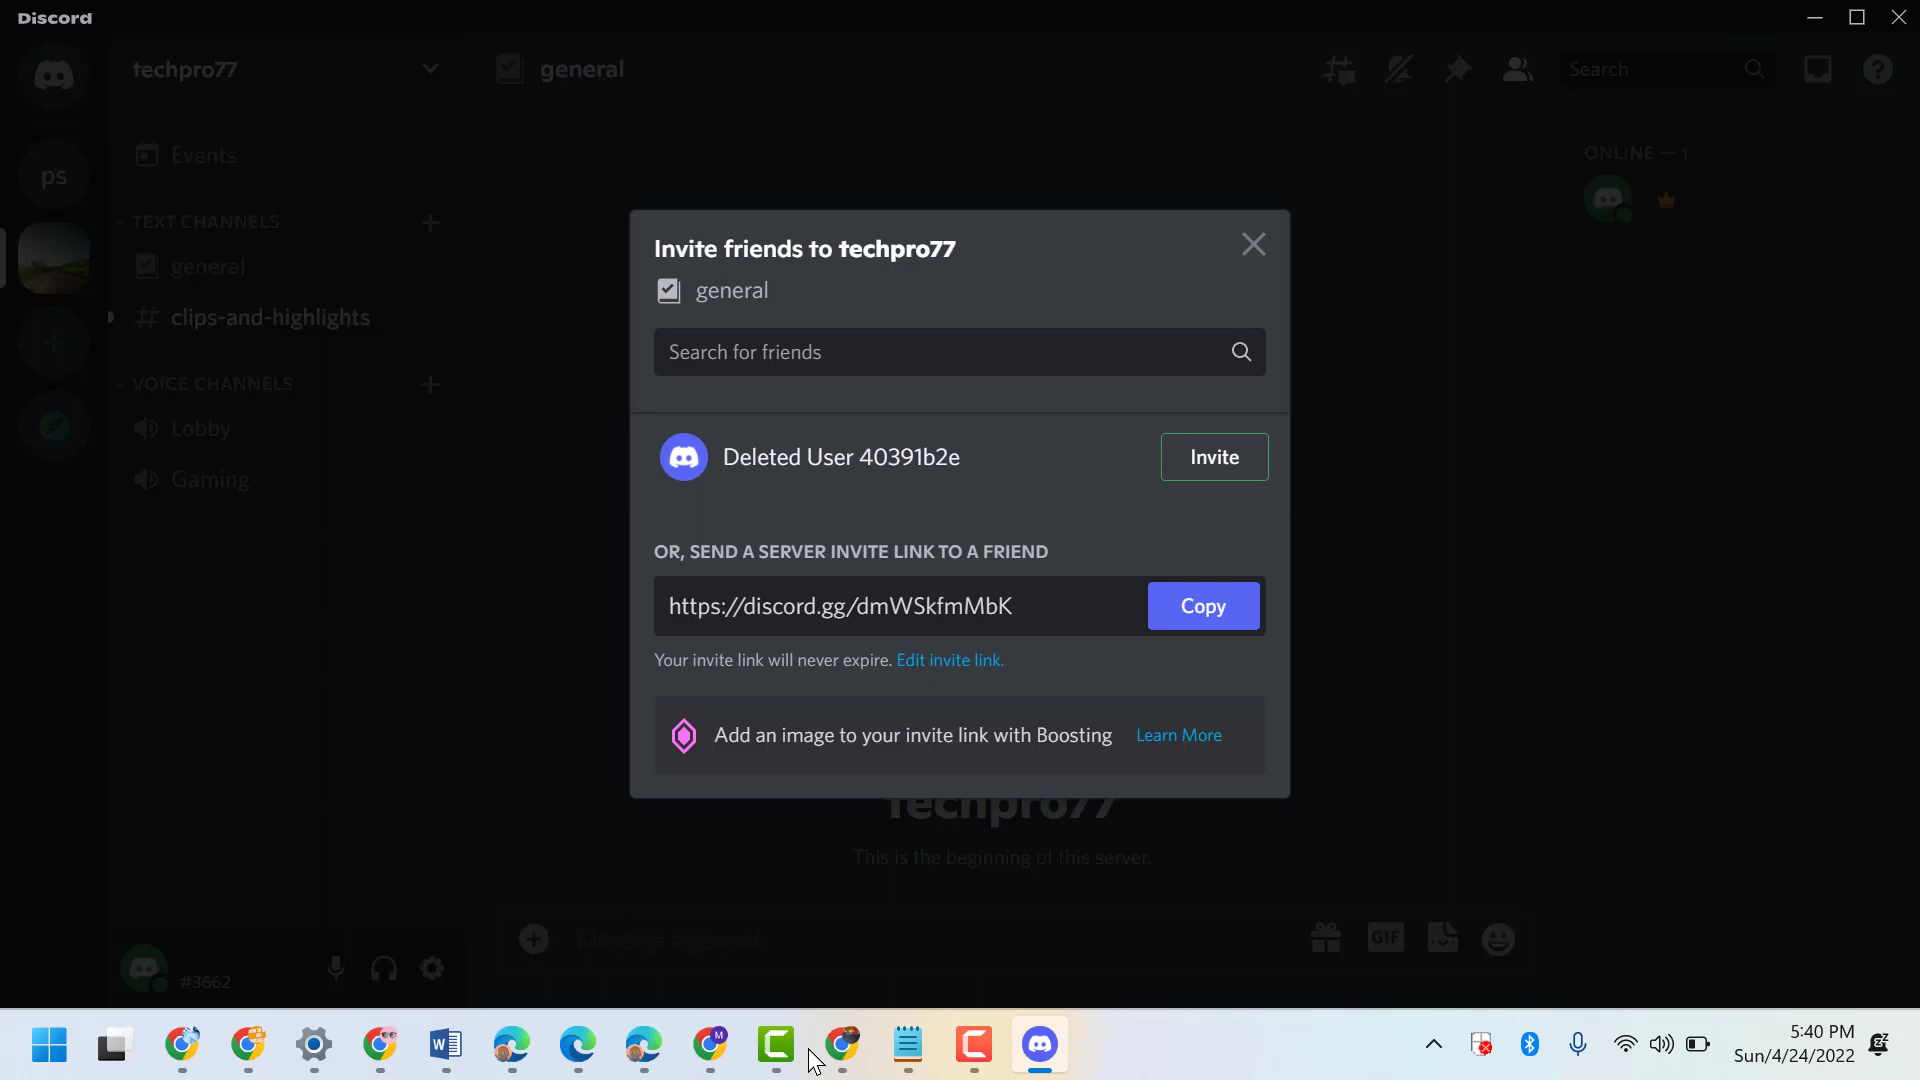 Discord
techpro77
general
Search
Events
ONLINE — 1
ps
TEXT CHANNELS
general
clips-and-highlights
VOICE CHANNELS
Lobby
Gaming
Invite friends to techpro77
general
Search for friends
Deleted User 40391b2e
Invite
OR, SEND A SERVER INVITE LINK TO A FRIEND
https://discord.gg/dmWSkfmMbK
Copy
Your invite link will never expire. Edit invite link.
Add an image to your invite link with Boosting
Learn More
techpro77
This is the beginning of this server.
Message #general
GIF
#3662
M
5:40 PM
Sun/4/24/2022